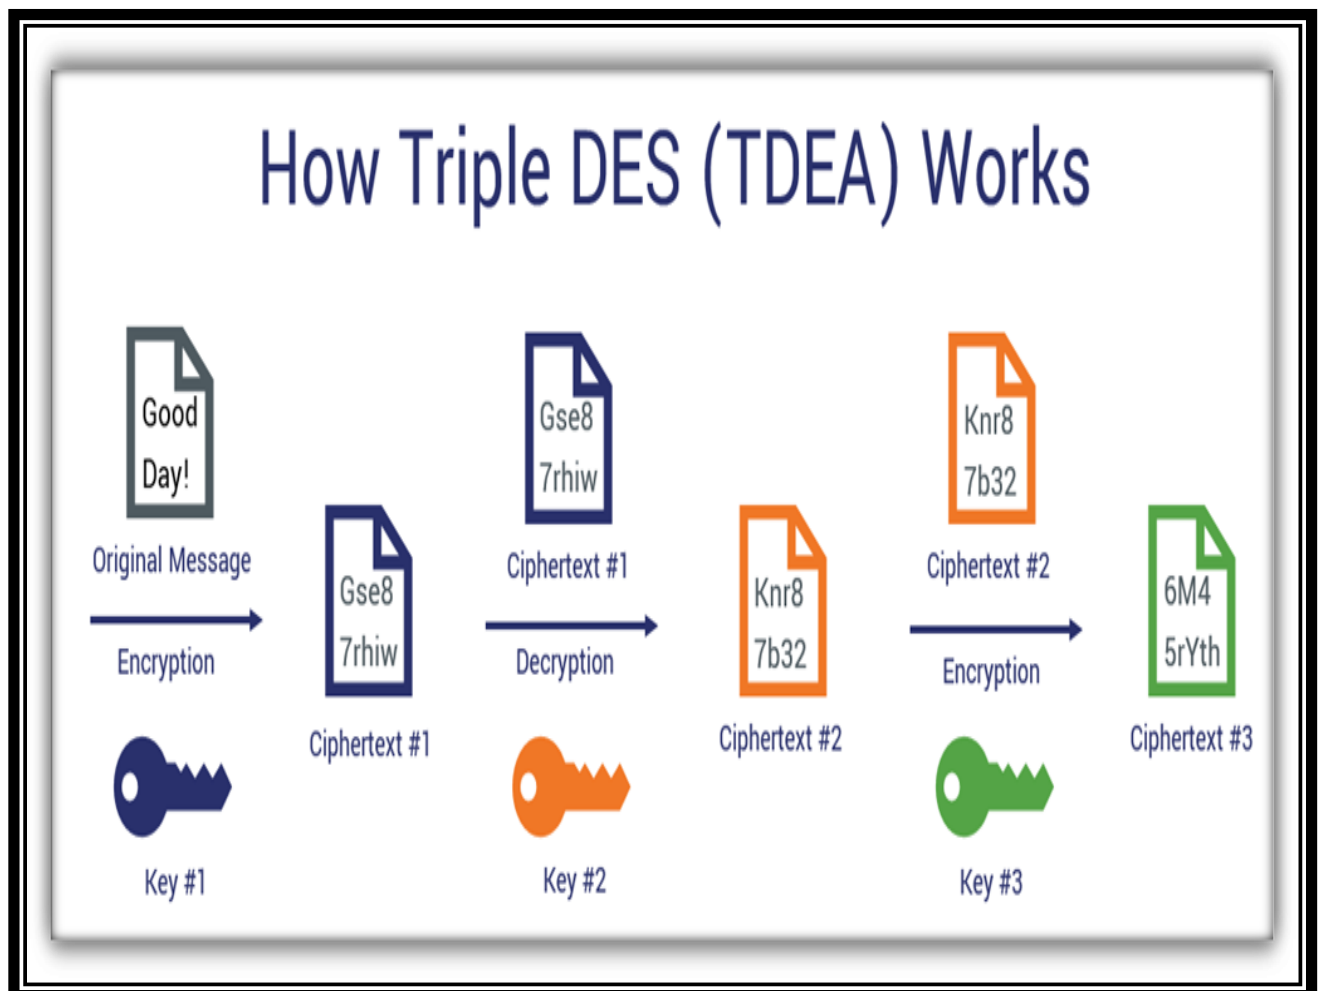 How Triple DES (TDEA) Works
Good
Day!
Original Message
Encryption
Key #1
Gse8
7rhiw
Ciphertext #1
Gse8
7rhiw
Ciphertext #1
Decryption
Key #2
Knr8
7b32
Ciphertext #2
Knr8
7b32
Ciphertext #2
Encryption
Key #3
6M4
5rYth
Ciphertext #3